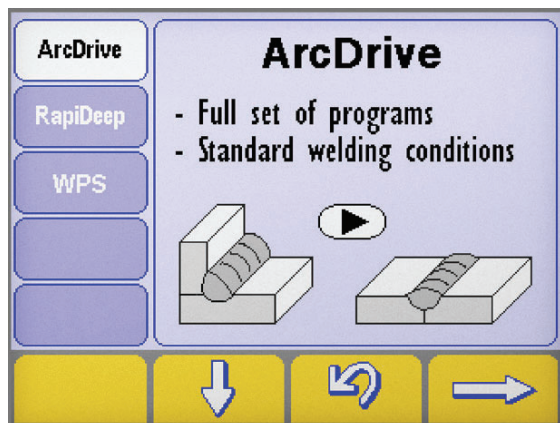 ArcDrive
RapiDeep
WPS
ArcDrive
- Full set of programs
- Standard welding conditions